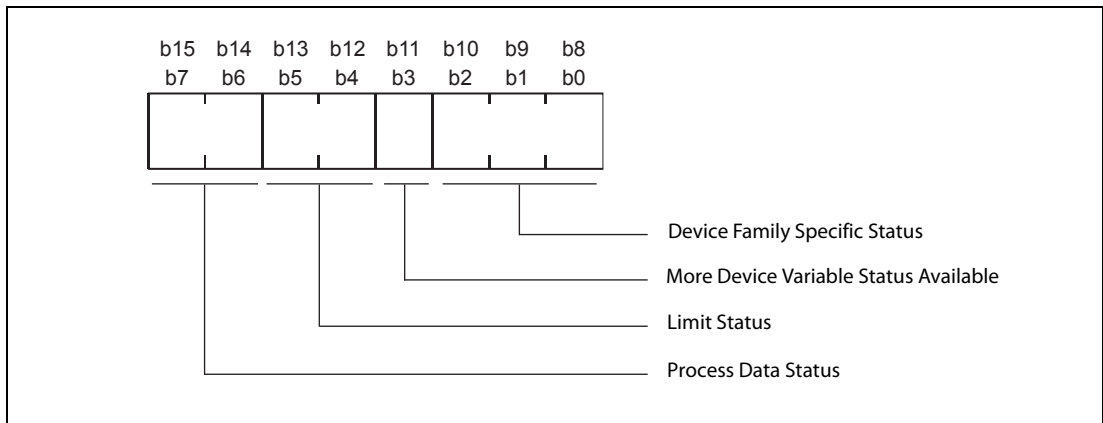 b15 b14 b13 b12 b11 b10 b9 b8
b7 b6 b5 b4 b3 b2 b1 b0
Device Family Specific Status
More Device Variable Status Available
Limit Status
Process Data Status